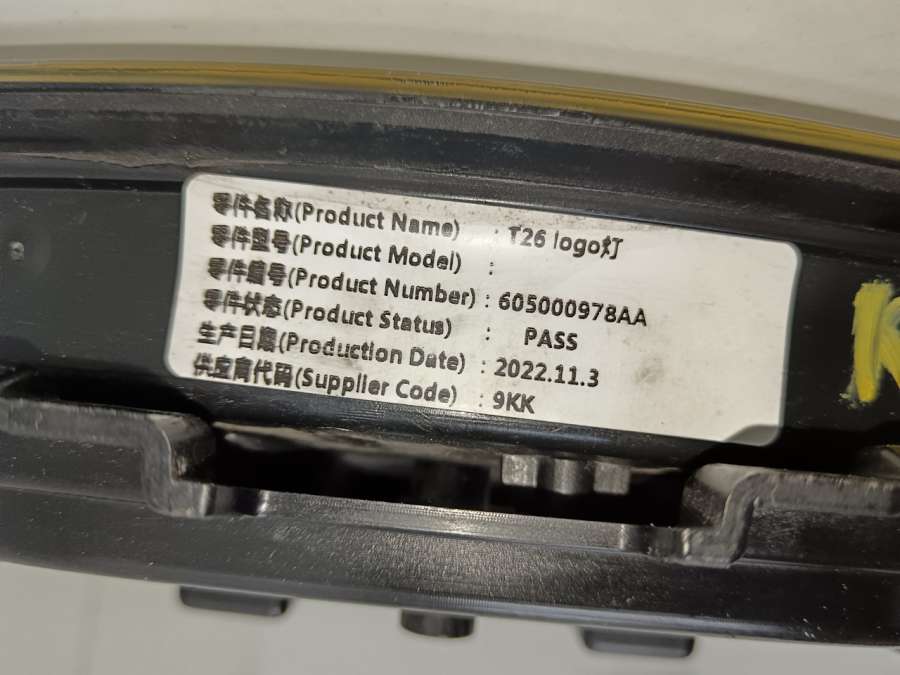 零件名称(Product Name) : T26 logo灯
零件型号(Product Model) :
零件编号(Product Number) : 605000978AA
零件状态(Product Status) : PASS
生产日期(Production Date) : 2022.11.3
供应商代码(Supplier Code) : 9KK